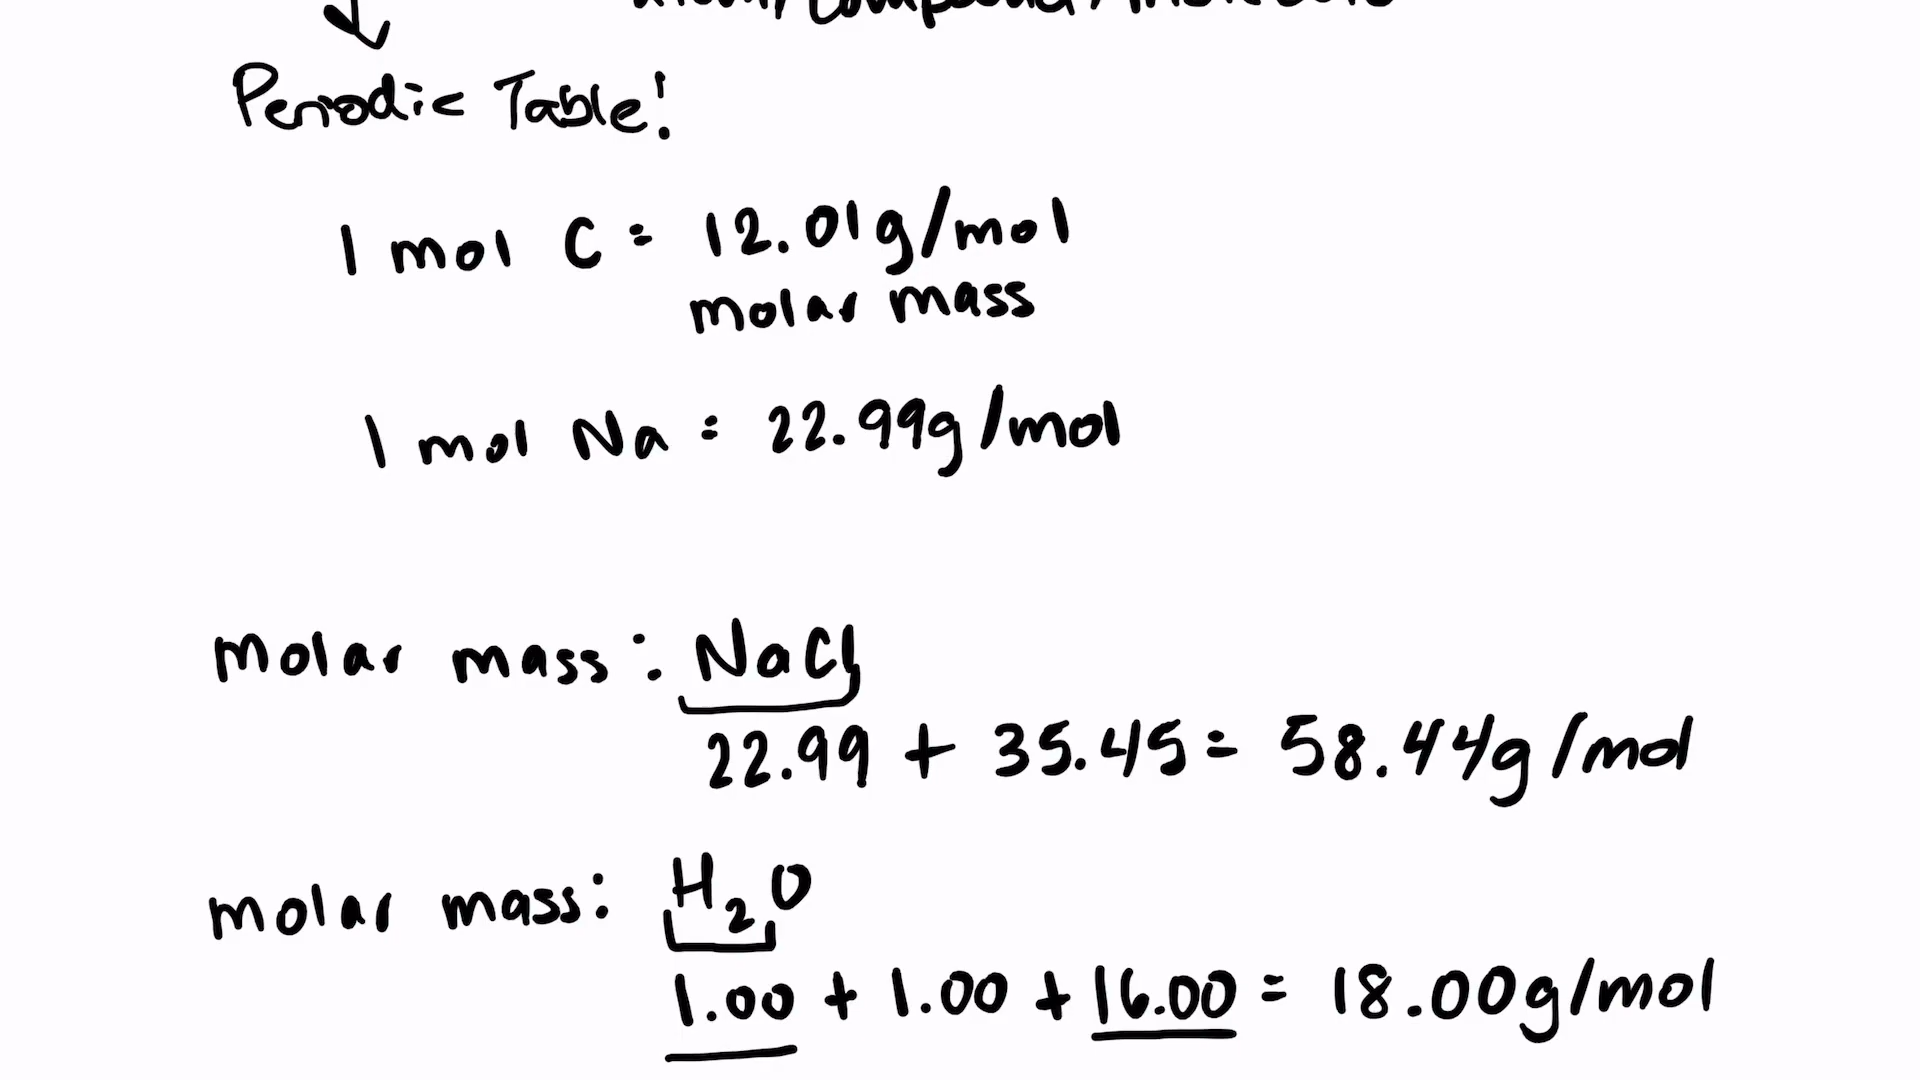 Periodic Table!
1 mol C = 12.01g/mol
molar mass
1 mol Na = 22.99g/mol
molar mass: NaCl
22.99 + 35.45 = 58.44g/mol
molar mass: H₂O
1.00 + 1.00 + 16.00 = 18.00g/mol